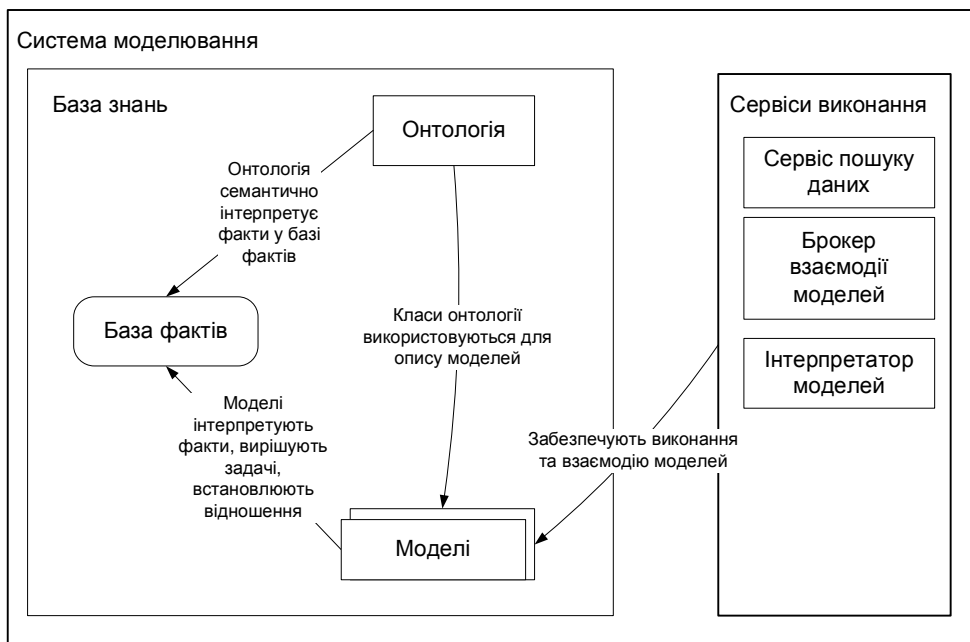 Система моделювання
База знань
Онтологія
Онтологія
семантично
інтерпретує
факти у базі
фактів
База фактів
Класи онтології
використовуються для
опису моделей
Моделі
інтерпретують
факти, вирішують
задачі,
встановлюють
відношення
Моделі
Забезпечують виконання
та взаємодію моделей
Сервіси виконання
Сервіс пошуку
даних
Брокер
взаємодії
моделей
Інтерпретатор
моделей